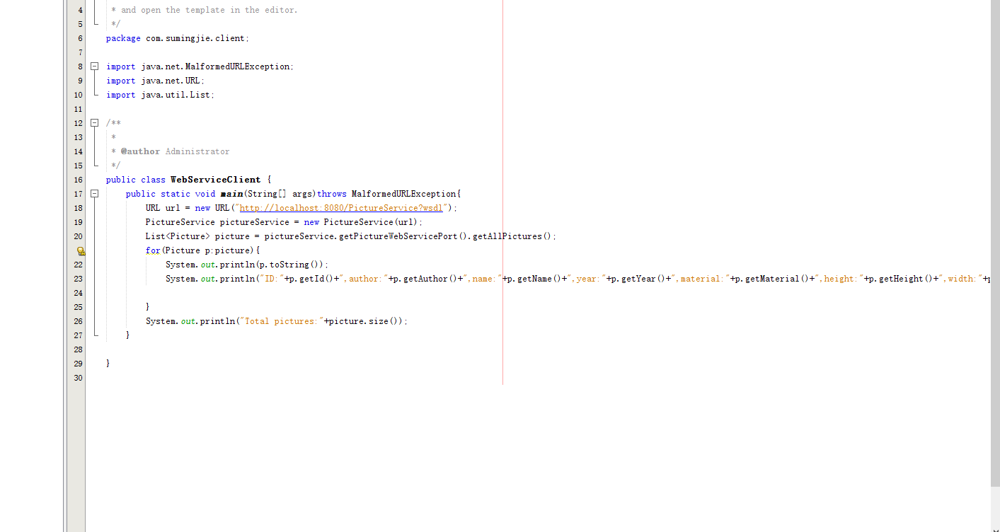 4 * and open the template in the editor.
5 */
6 package com.sumingjie.client;
7
8 import java.net.MalformedURLException;
9 import java.net.URL;
10 import java.util.List;
11
12 /**
13 *
14 * @author Administrator
15 */
16 public class WebServiceClient {
17 public static void main(String[] args)throws MalformedURLException{
18 URL url = new URL("http://localhost:8080/PictureService?wsdl");
19 PictureService pictureService = new PictureService(url);
20 List<Picture> picture = pictureService.getPictureWebServicePort().getAllPictures();
for(Picture p:picture){
22 System.out.println(p.toString());
23 System.out.println("ID:"+p.getId()+",author:"+p.getAuthor()+",name:"+p.getName()+",year:"+p.getYear()+",material:"+p.getMaterial()+",height:"+p.getHeight()+",width:"+p
24
25 }
26 System.out.println("Total pictures:"+picture.size());
27 }
28
29 }
30